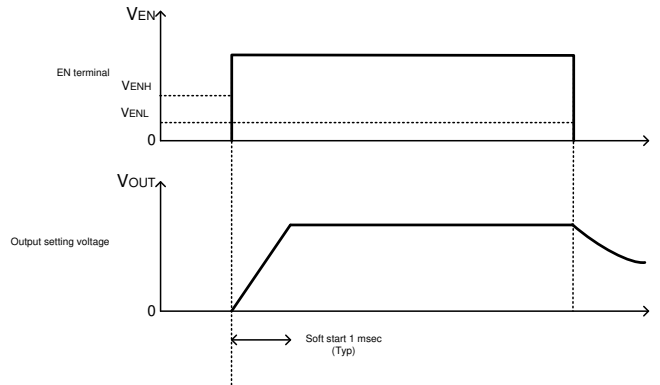 VEN
EN terminal
VENH
VENL
0
VOUT
Output setting voltage
0
Soft start 1 msec
(Typ)